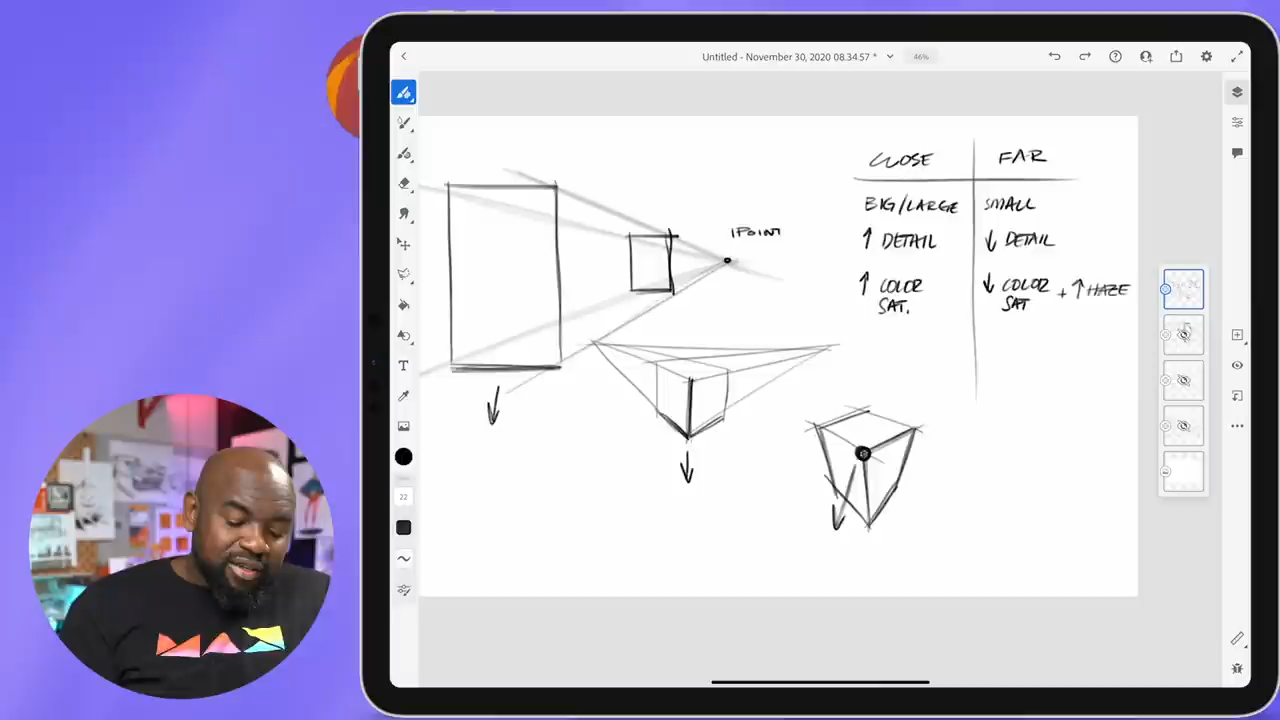 Untitled - November 30, 2020 08.34.57 *
46%
CLOSE FAR
BIG/LARGE SMALL
↑ DETAIL ↓ DETAIL
↑ COLOR SAT. ↓ COLOR SAT + ↑ HAZE
1 POINT
T
22
MAX